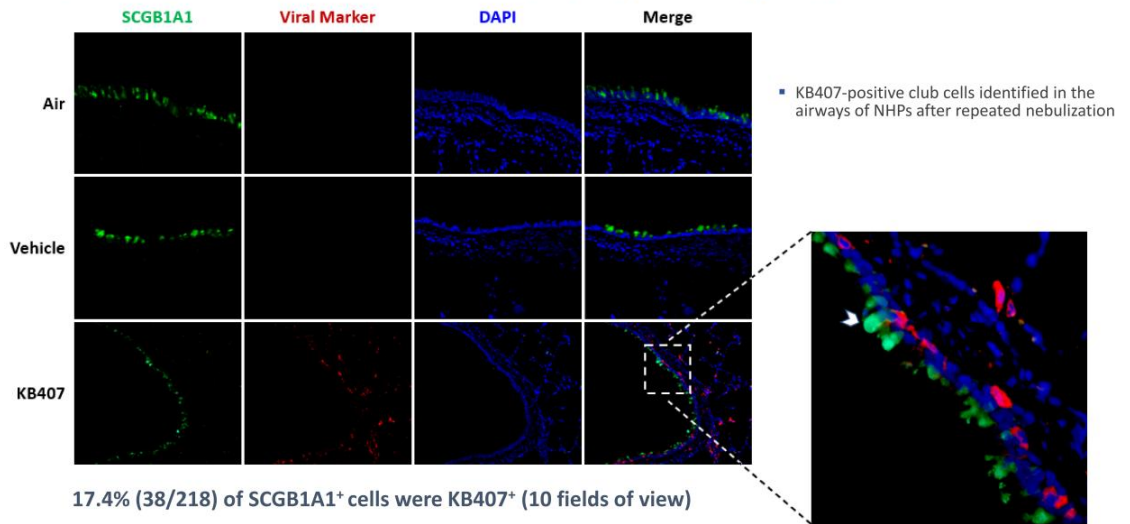 SCGB1A1 Viral Marker DAPI Merge
Air
▪ KB407-positive club cells identified in the
airways of NHPs after repeated nebulization
Vehicle
KB407
17.4% (38/218) of SCGB1A1⁺ cells were KB407⁺ (10 fields of view)